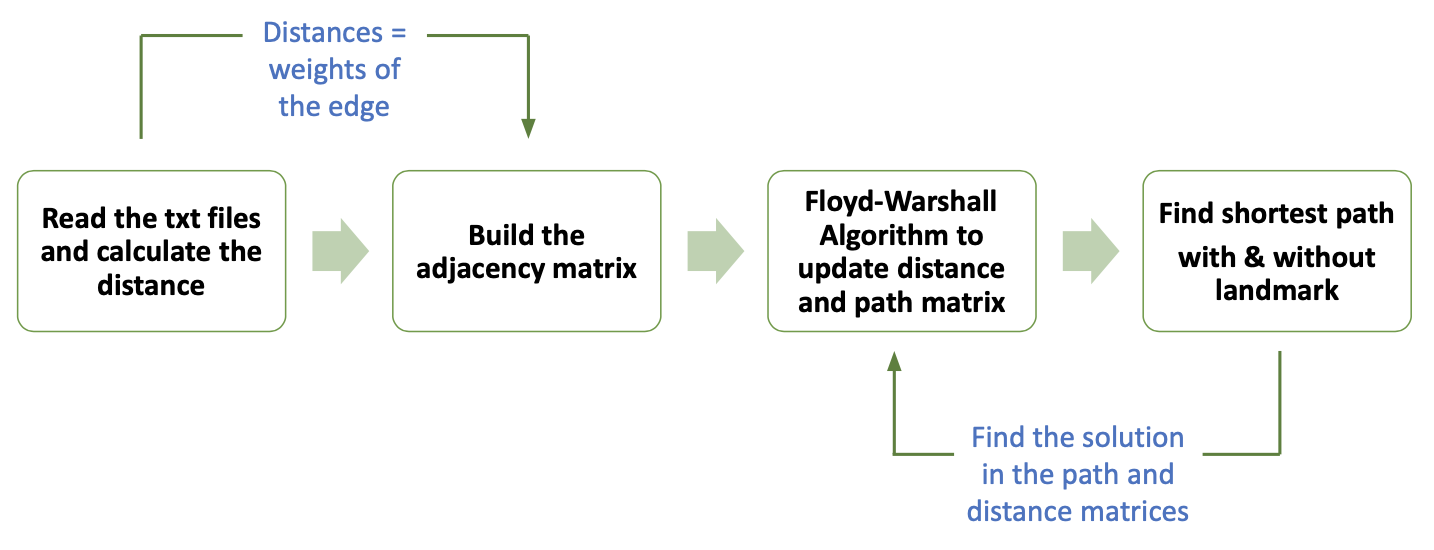 Distances =
weights of
the edge
Read the txt files
and calculate the
distance
Build the
adjacency matrix
Floyd-Warshall
Algorithm to
update distance
and path matrix
Find shortest path
with & without
landmark
Find the solution
in the path and
distance matrices